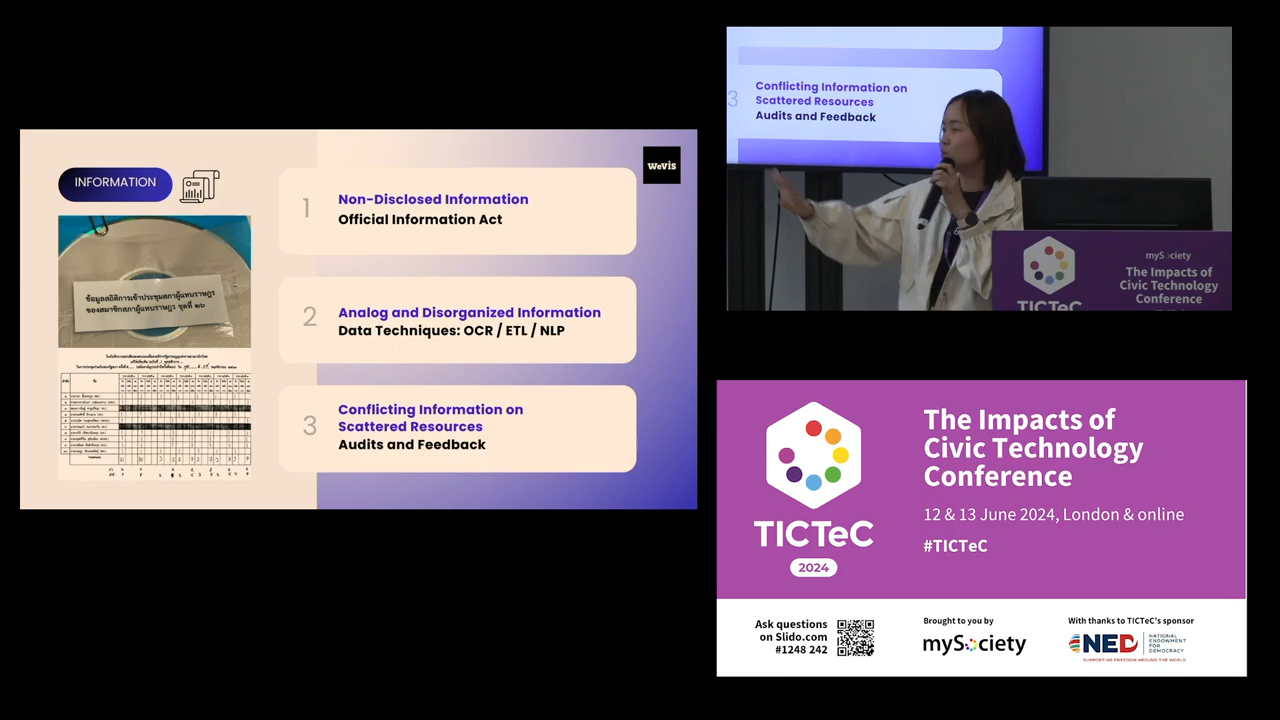 INFORMATION
WeVIS
ข้อมูลสถิติการเข้าประชุมสภาผู้แทนราษฎร
ของสมาชิกสภาผู้แทนราษฎร ชุดที่ ๒๖
1
Non-Disclosed Information
Official Information Act
2
Analog and Disorganized Information
Data Techniques: OCR / ETL / NLP
3
Conflicting Information on
Scattered Resources
Audits and Feedback
3
Conflicting Information on
Scattered Resources
Audits and Feedback
TICTeC
mySociety
The Impacts of
Civic Technology
Conference
TICTeC
2024
The Impacts of
Civic Technology
Conference
12 & 13 June 2024, London & online
#TICTeC
Ask questions
on Slido.com
#1248 242
Brought to you by
mySociety
With thanks to TICTeC's sponsor
NED
NATIONAL
ENDOWMENT
FOR
DEMOCRACY
SUPPORTING FREEDOM AROUND THE WORLD